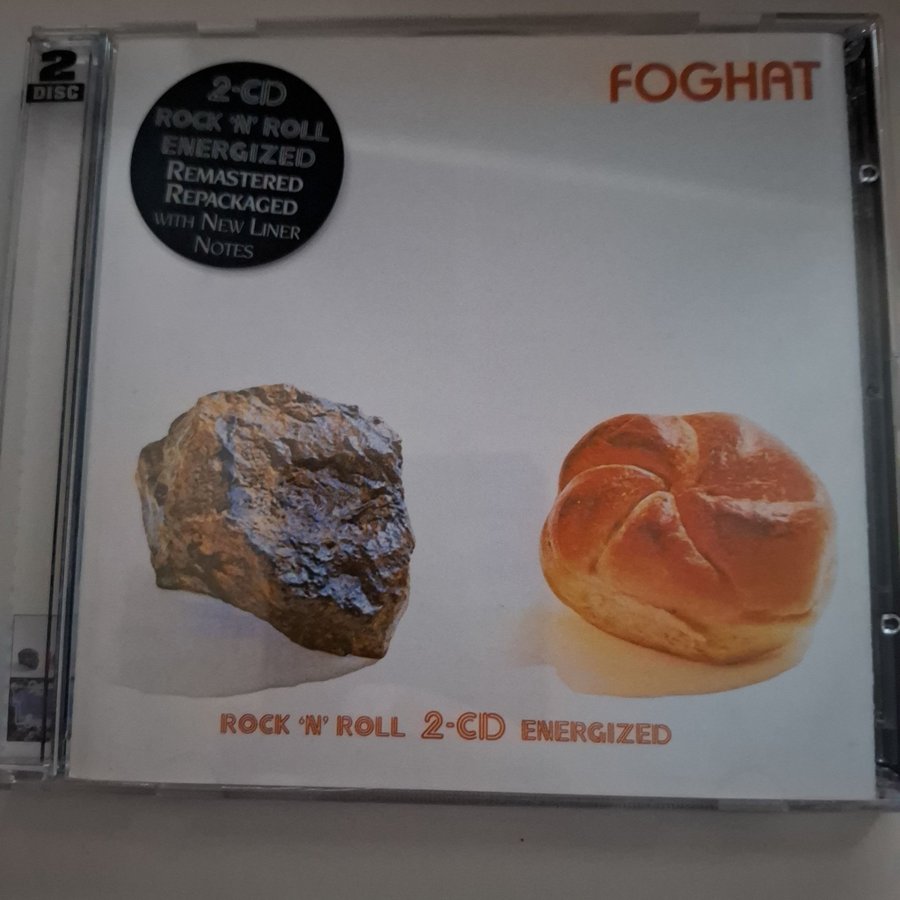 2
DISC
2-CD
ROCK 'N' ROLL
ENERGIZED
REMASTERED
REPACKAGED
WITH NEW LINER
NOTES
FOGHAT
ROCK 'N' ROLL 2-CD ENERGIZED